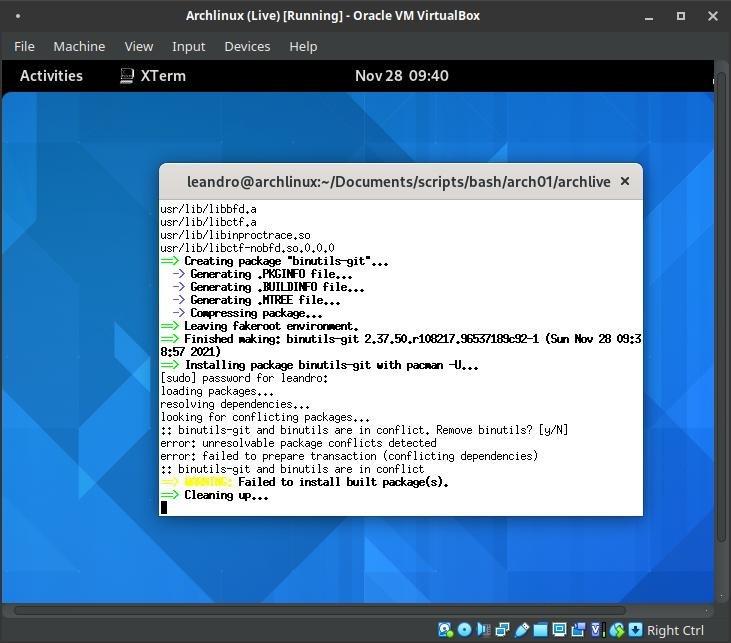 Archlinux (Live) [Running] - Oracle VM VirtualBox
File Machine View Input Devices Help
Activities XTerm Nov 28 09:40
leandro@archlinux:~/Documents/scripts/bash/arch01/archlive
usr/lib/libbfd.a
usr/lib/libctf.a
usr/lib/libinproctrace.so
usr/lib/libctf-nobfd.so.0.0.0
==> Creating package "binutils-git"...
-> Generating .PKGINFO file...
-> Generating .BUILDINFO file...
-> Generating .MTREE file...
-> Compressing package...
==> Leaving fakeroot environment.
==> Finished making: binutils-git 2.37.50.r108217.96537189c92-1 (Sun Nov 28 09:3
8:57 2021)
==> Installing package binutils-git with pacman -U...
[sudo] password for leandro:
loading packages...
resolving dependencies...
looking for conflicting packages...
:: binutils-git and binutils are in conflict. Remove binutils? [y/N]
error: unresolvable package conflicts detected
error: failed to prepare transaction (conflicting dependencies)
:: binutils-git and binutils are in conflict
==> WARNING: Failed to install built package(s).
==> Cleaning up...
Right Ctrl